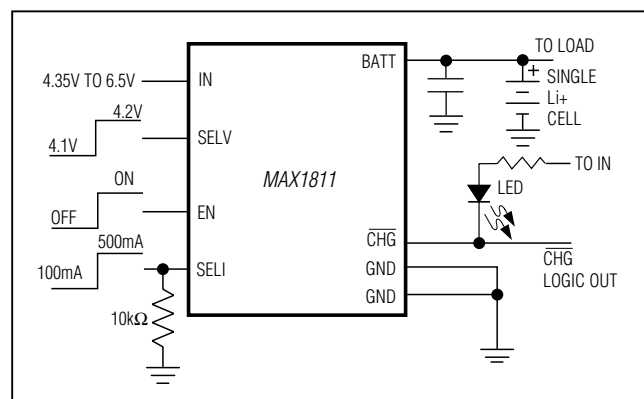 4.35V TO 6.5V
IN
4.2V
4.1V
SELV
ON
OFF
EN
500mA
100mA
SELI
10kΩ
MAX1811
BATT
TO LOAD
+
SINGLE
Li+
CELL
TO IN
LED
CHG
CHG
LOGIC OUT
GND
GND